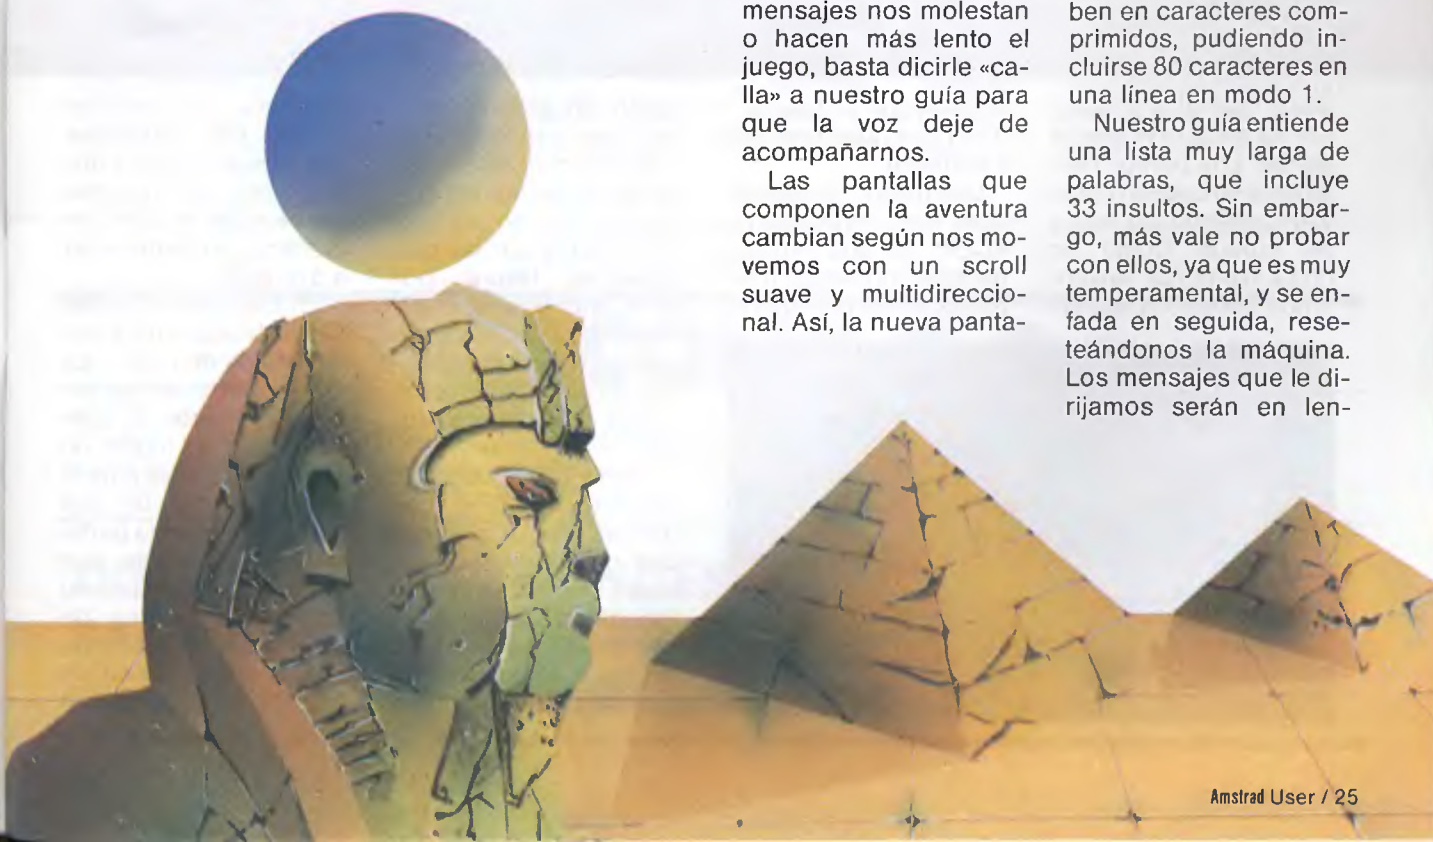 mensajes nos molestan
o hacen más lento el
juego, basta dicirle «ca-
lla» a nuestro guía para
que la voz deje de
acompañarnos.
Las pantallas que
componen la aventura
cambian según nos mo-
vemos con un scroll
suave y multidireccio-
nal. Así, la nueva panta-
ben en caracteres com-
primidos, pudiendo in-
cluirse 80 caracteres en
una línea en modo 1.
Nuestro guía entiende
una lista muy larga de
palabras, que incluye
33 insultos. Sin embar-
go, más vale no probar
con ellos, ya que es muy
temperamental, y se en-
fada en seguida, rese-
teándonos la máquina.
Los mensajes que le di-
rijamos serán en len-
Amstrad User / 25